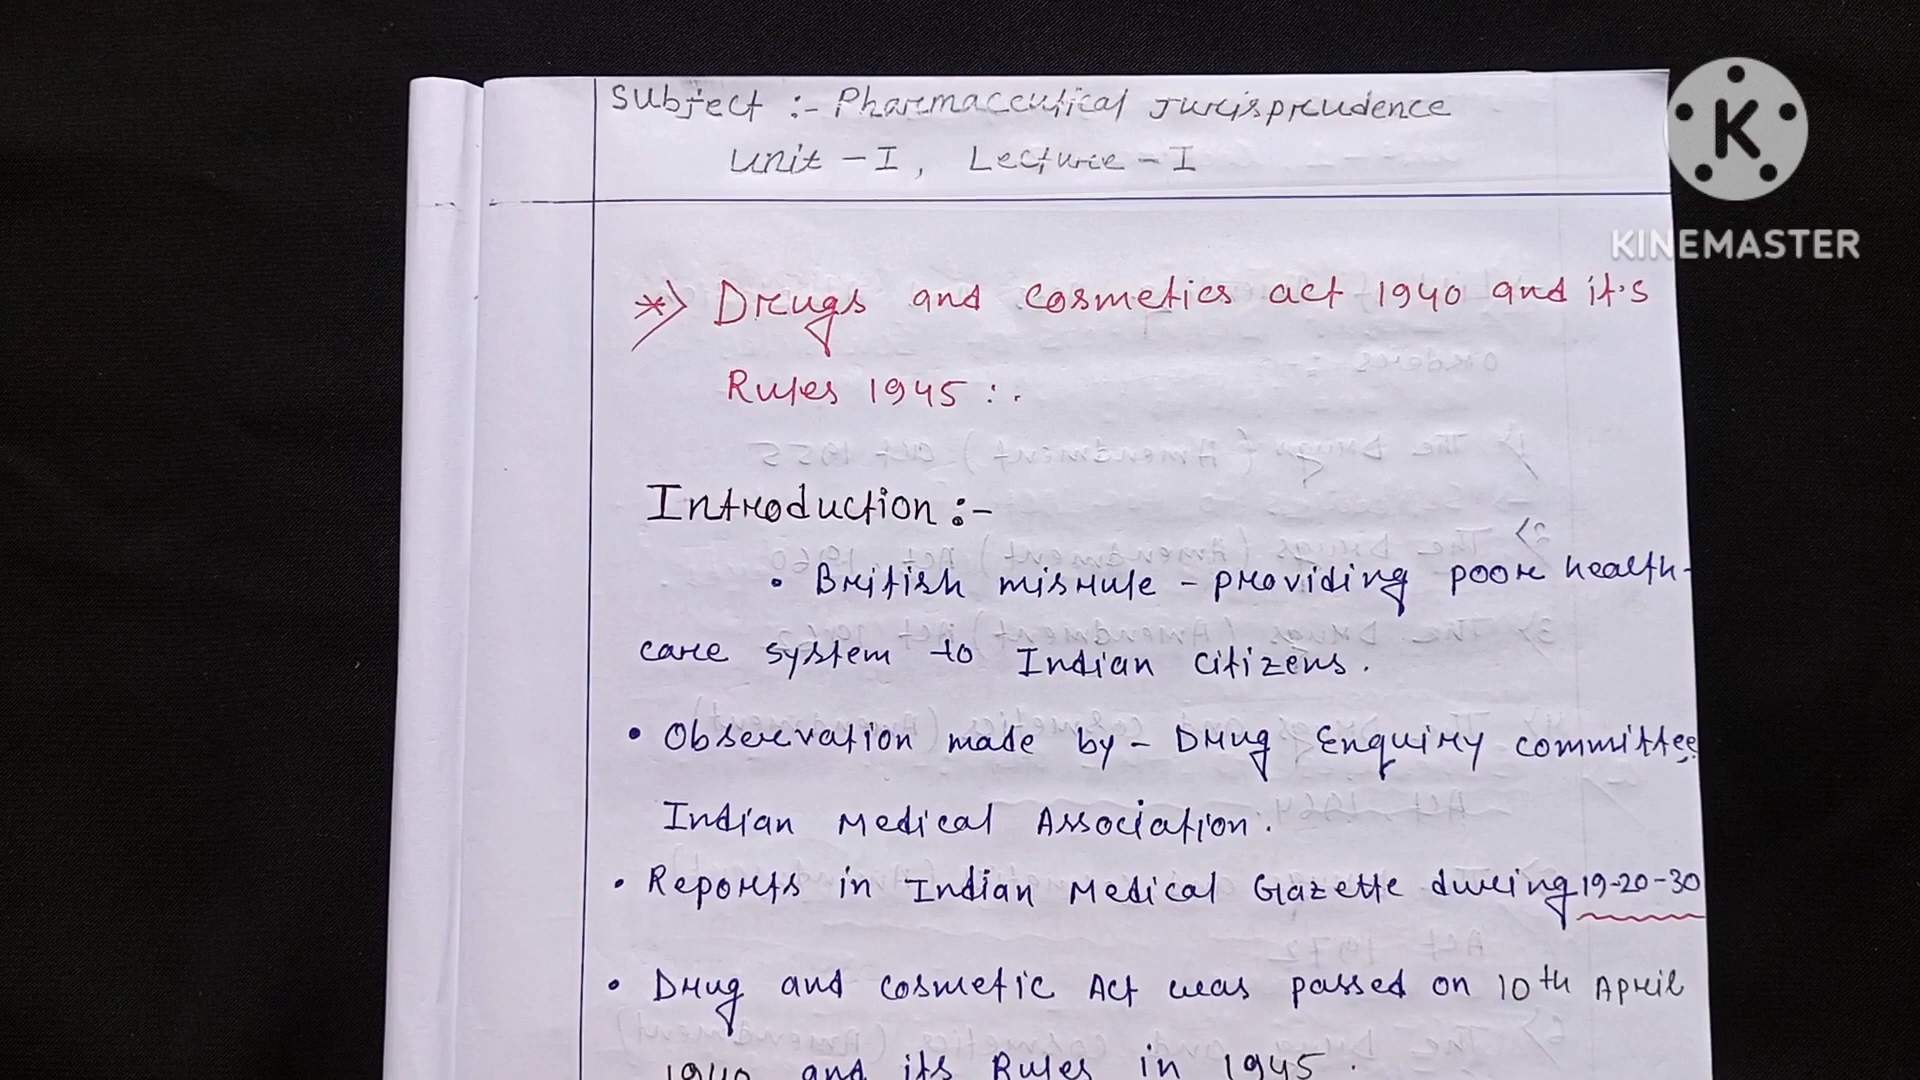 Subject :- Pharmaceutical Jurisprudence
Unit - I, Lecture - I
KINEMASTER
*> Drugs and cosmetics act 1940 and it's
Rules 1945 :.
Introduction :-
• British misrule - providing poor health-
care system to Indian citizens.
• Observation made by - Drug Enquiry committee
Indian Medical Association.
• Reports in Indian Medical Gazette during 19-20-30
• Drug and cosmetic Act was passed on 10th April
1940 and its Rules in 1945.